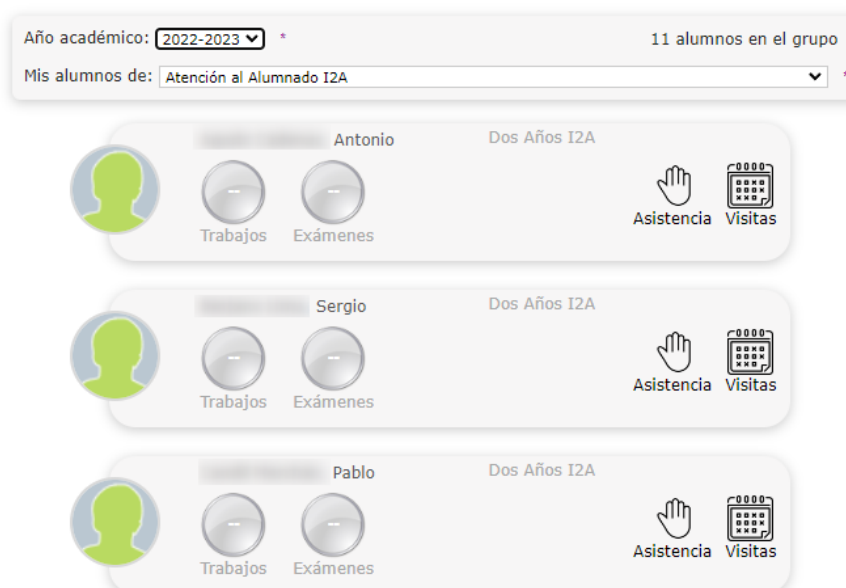 Año académico: 2022-2023 * 11 alumnos en el grupo
Mis alumnos de: Atención al Alumnado I2A *
Antonio Dos Años I2A
Trabajos Exámenes Asistencia Visitas
Sergio Dos Años I2A
Trabajos Exámenes Asistencia Visitas
Pablo Dos Años I2A
Trabajos Exámenes Asistencia Visitas